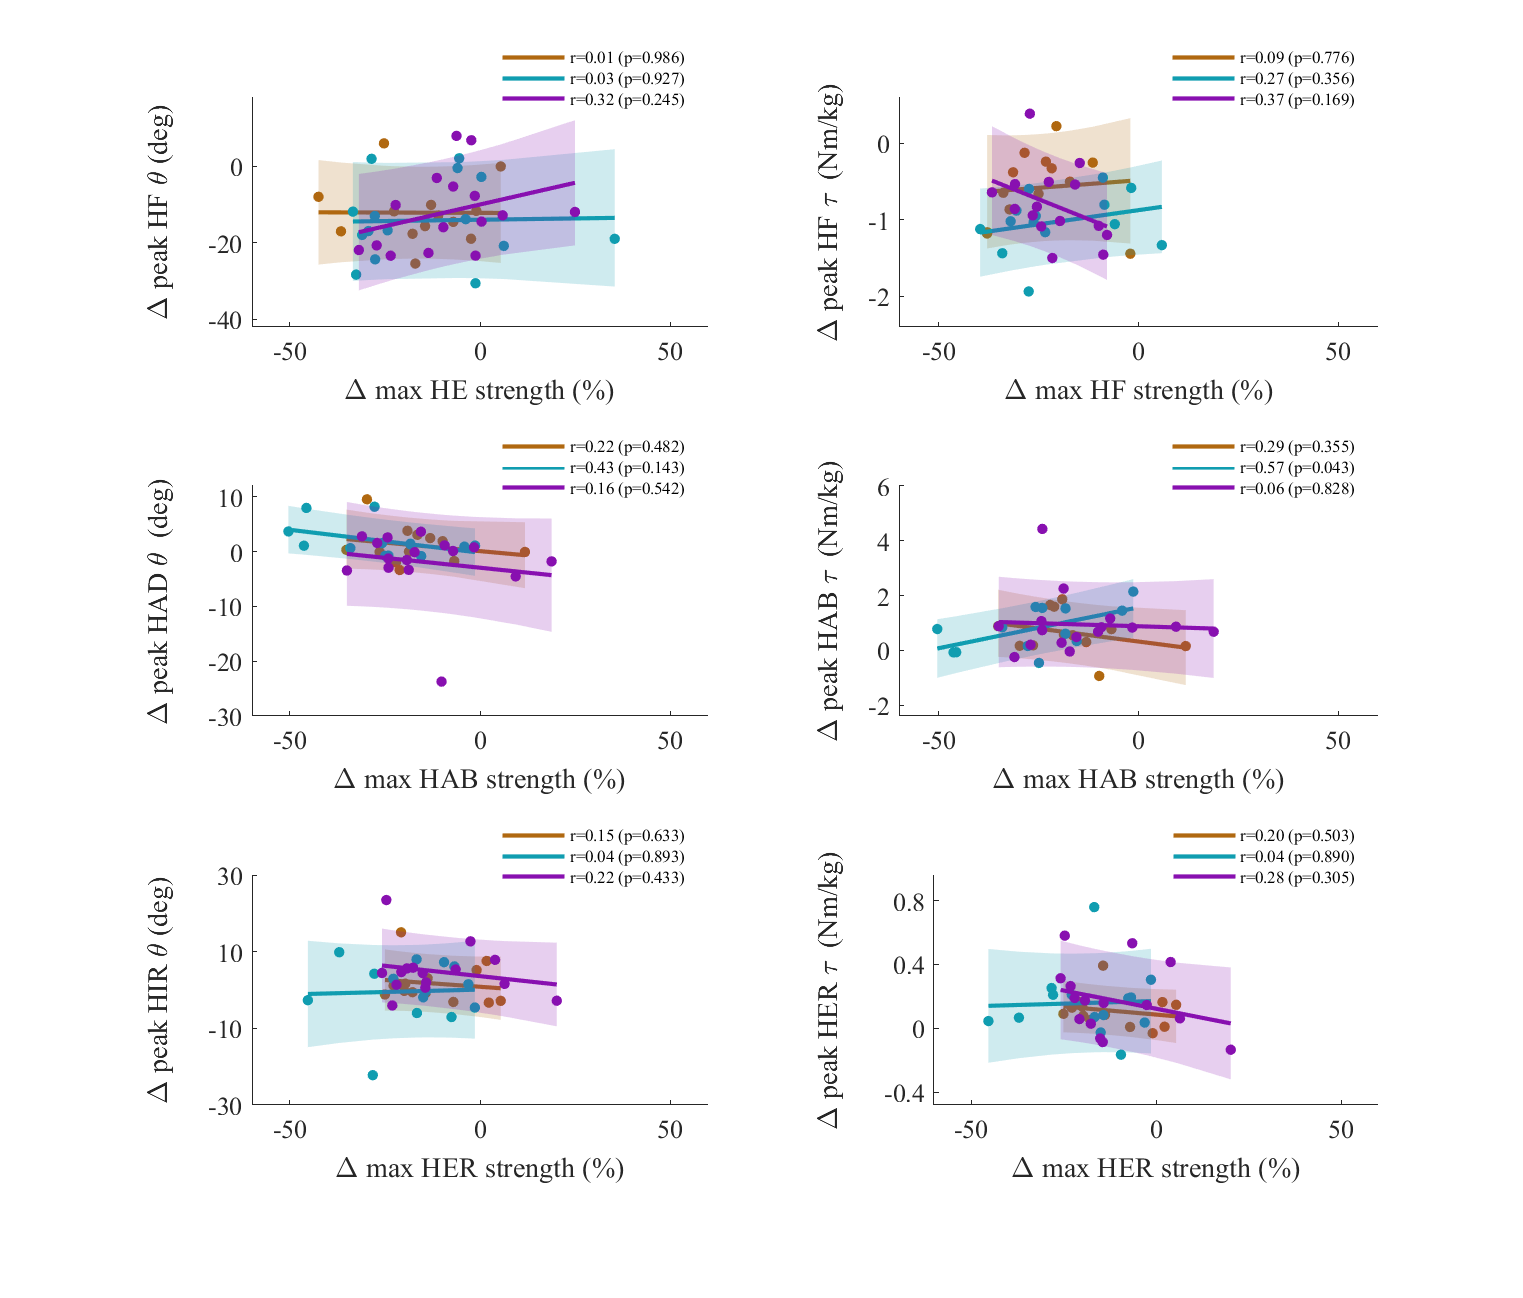 r=0.01 (p=0.986)
r=0.03 (p=0.927)
r=0.32 (p=0.245)
Δ peak HF θ (deg)
0
-20
-40
-50 0 50
Δ max HE strength (%)
r=0.09 (p=0.776)
r=0.27 (p=0.356)
r=0.37 (p=0.169)
Δ peak HF τ (Nm/kg)
0
-1
-2
-50 0 50
Δ max HF strength (%)
r=0.22 (p=0.482)
r=0.43 (p=0.143)
r=0.16 (p=0.542)
Δ peak HAD θ (deg)
10
0
-10
-20
-30
-50 0 50
Δ max HAB strength (%)
r=0.29 (p=0.355)
r=0.57 (p=0.043)
r=0.06 (p=0.828)
Δ peak HAB τ (Nm/kg)
6
4
2
0
-2
-50 0 50
Δ max HAB strength (%)
r=0.15 (p=0.633)
r=0.04 (p=0.893)
r=0.22 (p=0.433)
Δ peak HIR θ (deg)
30
10
-10
-30
-50 0 50
Δ max HER strength (%)
r=0.20 (p=0.503)
r=0.04 (p=0.890)
r=0.28 (p=0.305)
Δ peak HER τ (Nm/kg)
0.8
0.4
0
-0.4
-50 0 50
Δ max HER strength (%)